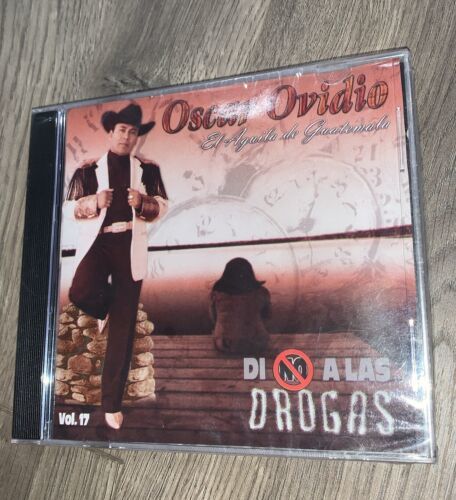 Oscar Ovidio
El Aguila de Guatemala
DI NO A LAS
DROGAS
Vol. 17